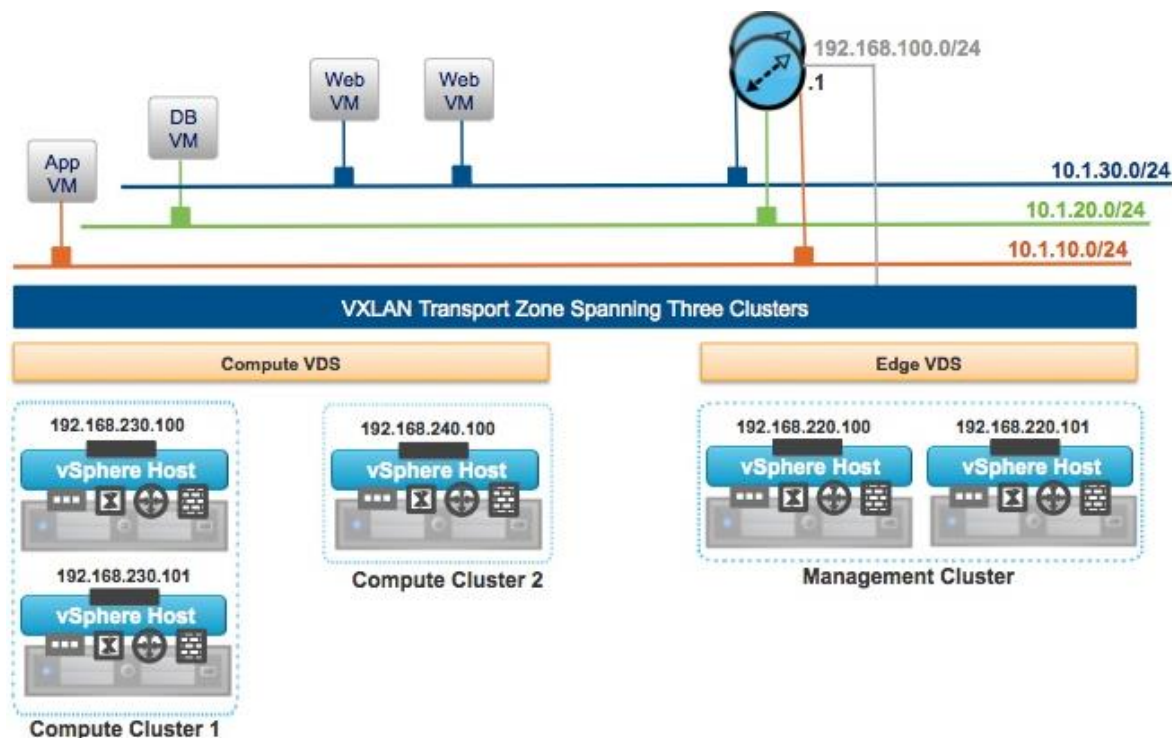 192.168.100.0/24
.1
Web
VM
Web
VM
DB
VM
App
VM
10.1.30.0/24
10.1.20.0/24
10.1.10.0/24
VXLAN Transport Zone Spanning Three Clusters
Compute VDS
Edge VDS
192.168.230.100
vSphere Host
192.168.240.100
vSphere Host
192.168.220.100
vSphere Host
192.168.220.101
vSphere Host
192.168.230.101
vSphere Host
Compute Cluster 2
Management Cluster
Compute Cluster 1